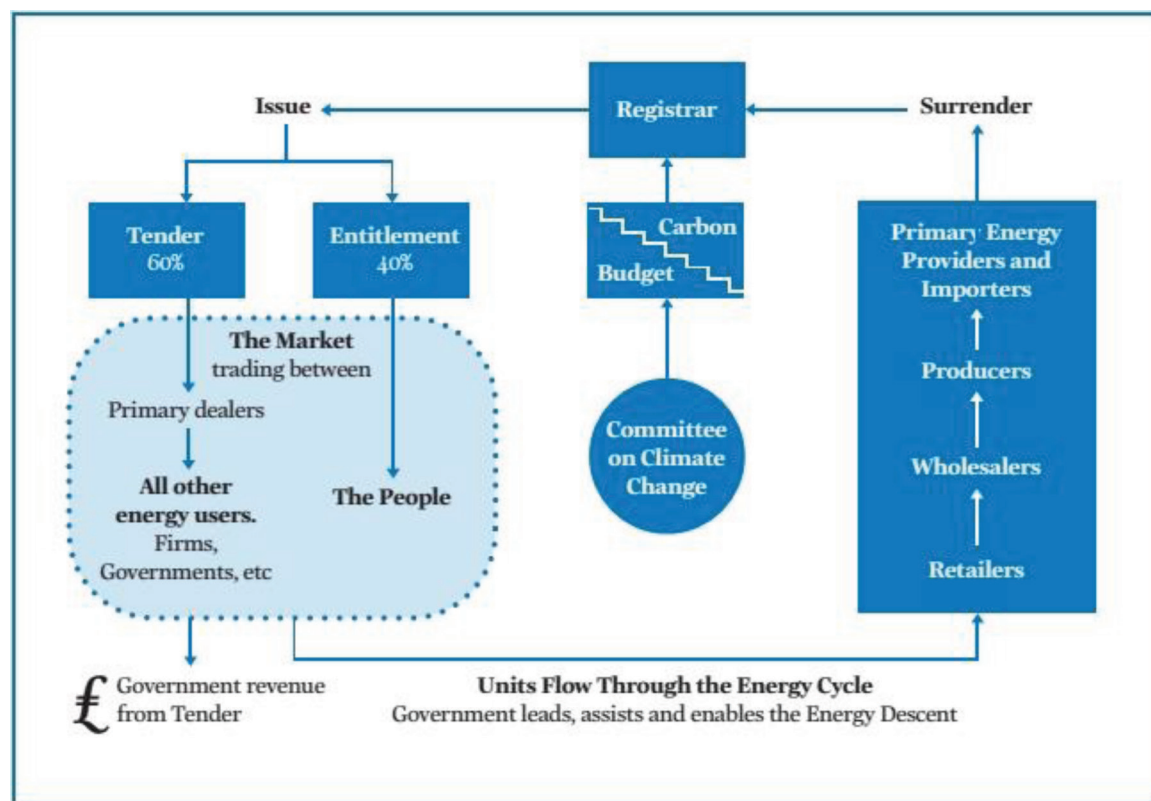 Issue
Registrar
Surrender
Tender
60%
Entitlement
40%
Carbon
Budget
Primary Energy
Providers and
Importers
Producers
Wholesalers
Retailers
The Market
trading between
Primary dealers
All other
energy users.
Firms,
Governments, etc
The People
Committee
on Climate
Change
£ Government revenue
from Tender
Units Flow Through the Energy Cycle
Government leads, assists and enables the Energy Descent